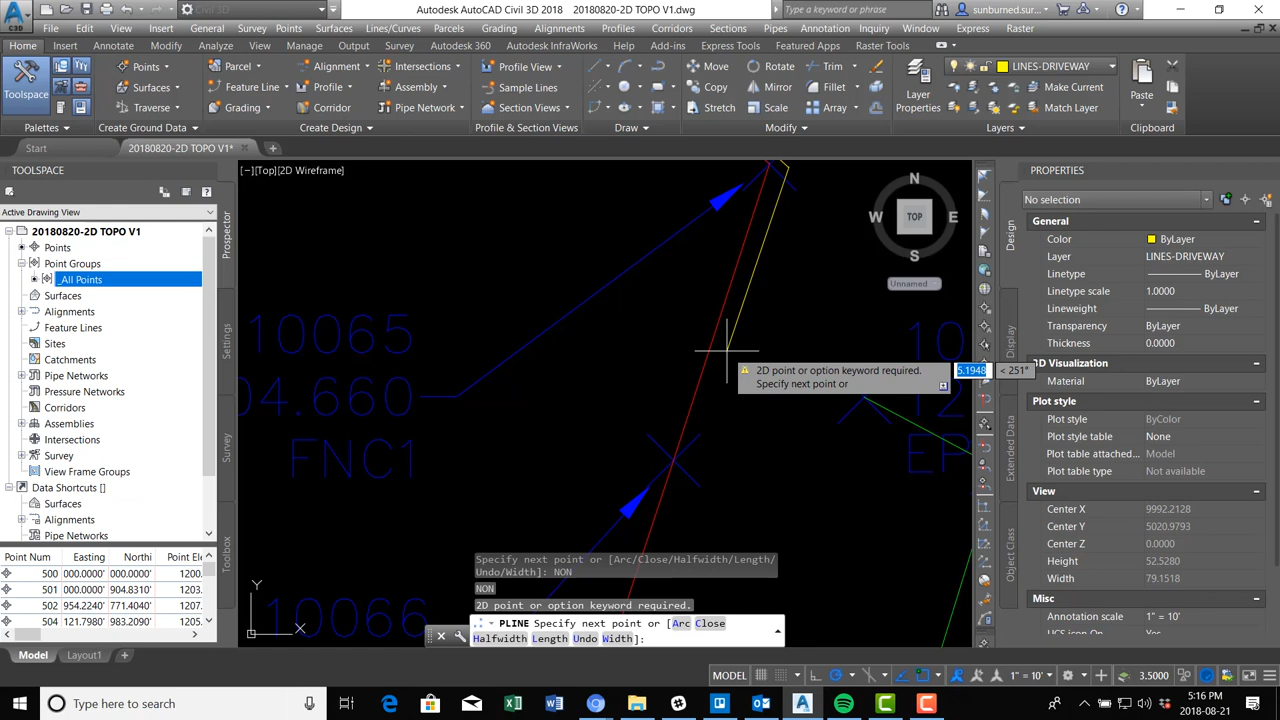 Civil 3D
Autodesk AutoCAD Civil 3D 2018 20180820-2D TOPO V1.dwg
Type a keyword or phrase
sunburned.sur...
C3D
File Edit View Insert General Survey Points Surfaces Lines/Curves Parcels Grading Alignments Profiles Corridors Sections Pipes Annotation Inquiry Window Express Raster
Home Insert Annotate Modify Analyze View Manage Output Survey Autodesk 360 Autodesk InfraWorks Help Add-ins Express Tools Featured Apps Raster Tools
Toolspace
Points Parcel Alignment Intersections Profile View Move Rotate Trim LINES-DRIVEWAY
Surfaces Feature Line Profile Assembly Sample Lines Copy Mirror Fillet Make Current
Traverse Grading Corridor Pipe Network Section Views Stretch Scale Array Match Layer
Layer Properties
Paste
Palettes Create Ground Data Create Design Profile & Section Views Draw Modify Layers Clipboard
Start 20180820-2D TOPO V1*
TOOLSPACE
Active Drawing View
20180820-2D TOPO V1
Points
Point Groups
_All Points
Surfaces
Alignments
Feature Lines
Sites
Catchments
Pipe Networks
Pressure Networks
Corridors
Assemblies
Intersections
Survey
View Frame Groups
Data Shortcuts []
Surfaces
Alignments
Pipe Networks
Prospector
Settings
Survey
Toolbox
Point Num Easting Northi Point Ele
500 000.0000' 000.0000' 1200.
501 000.0000' 904.8310' 1203.
502 954.2240' 771.4040' 1202.
504 121.7980' 983.2090' 1205.
[−][Top][2D Wireframe]
N
W TOP E
S
Unnamed
10065
04.660
FNC1
10066
10
12
EP
2D point or option keyword required.
Specify next point or
5.1948 < 251°
Specify next point or [Arc/Close/Halfwidth/Length/
Undo/Width]: NON
NON
2D point or option keyword required.
PLINE Specify next point or [Arc Close
Halfwidth Length Undo Width]:
Y
X
PROPERTIES
No selection
General
Color ByLayer
Layer LINES-DRIVEWAY
Linetype ByLayer
Linetype scale 1.0000
Lineweight ByLayer
Transparency ByLayer
Thickness 0.0000
3D Visualization
Material ByLayer
Plot style
Plot style ByColor
Plot style table None
Plot table attached... Model
Plot table type Not available
View
Center X 9992.2128
Center Y 5020.9793
Center Z 0.0000
Height 52.5280
Width 79.1518
Misc
Annotation scale 1" = 10'
UCS icon On Yes
Design
Display
Extended Data
Object Class
Model Layout1 +
MODEL 1" = 10' 3.5000
Type here to search
5:16 PM
2018-08-21